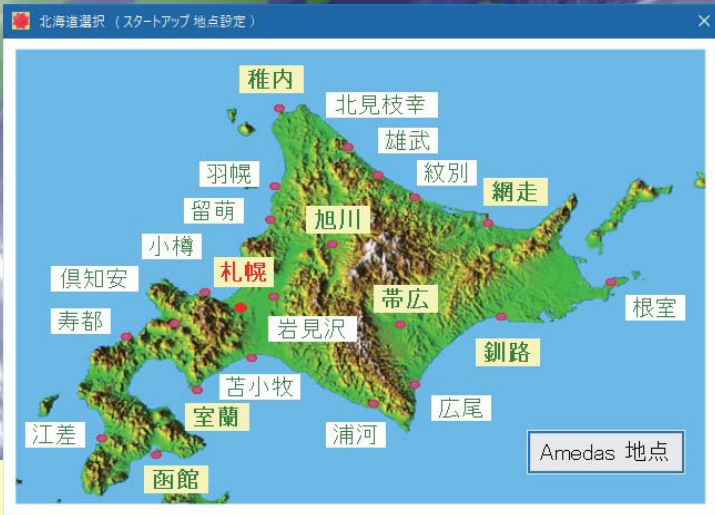 北海道選択 （スタートアップ 地点設定）
稚内
北見枝幸
雄武
紋別
羽幌
網走
留萌
旭川
小樽
札幌
倶知安
帯広
根室
寿都
岩見沢
釧路
苫小牧
広尾
室蘭
浦河
江差
Amedas 地点
函館